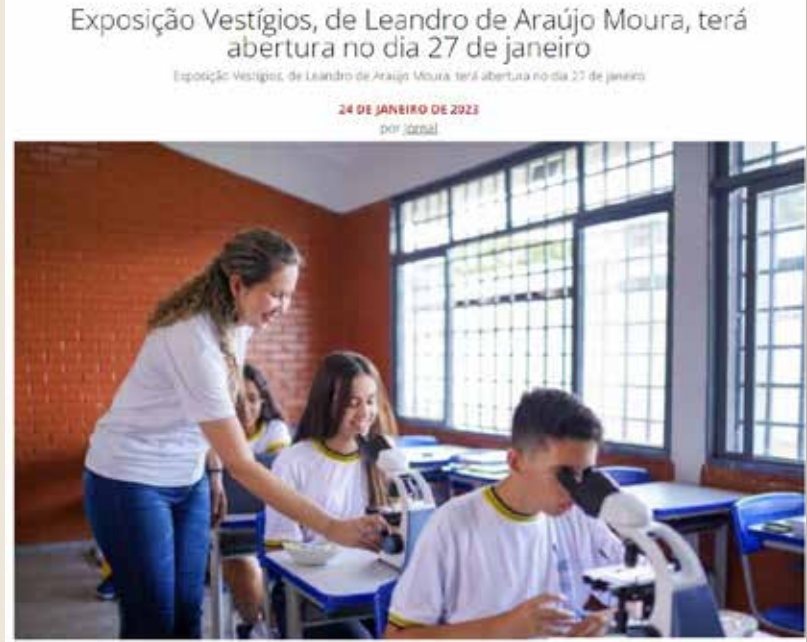 Exposição Vestígios, de Leandro de Araújo Moura, terá
abertura no dia 27 de janeiro
Exposição Vestígios, de Leandro de Araújo Moura, terá abertura no dia 27 de janeiro
24 DE JANEIRO DE 2023
por Jornal